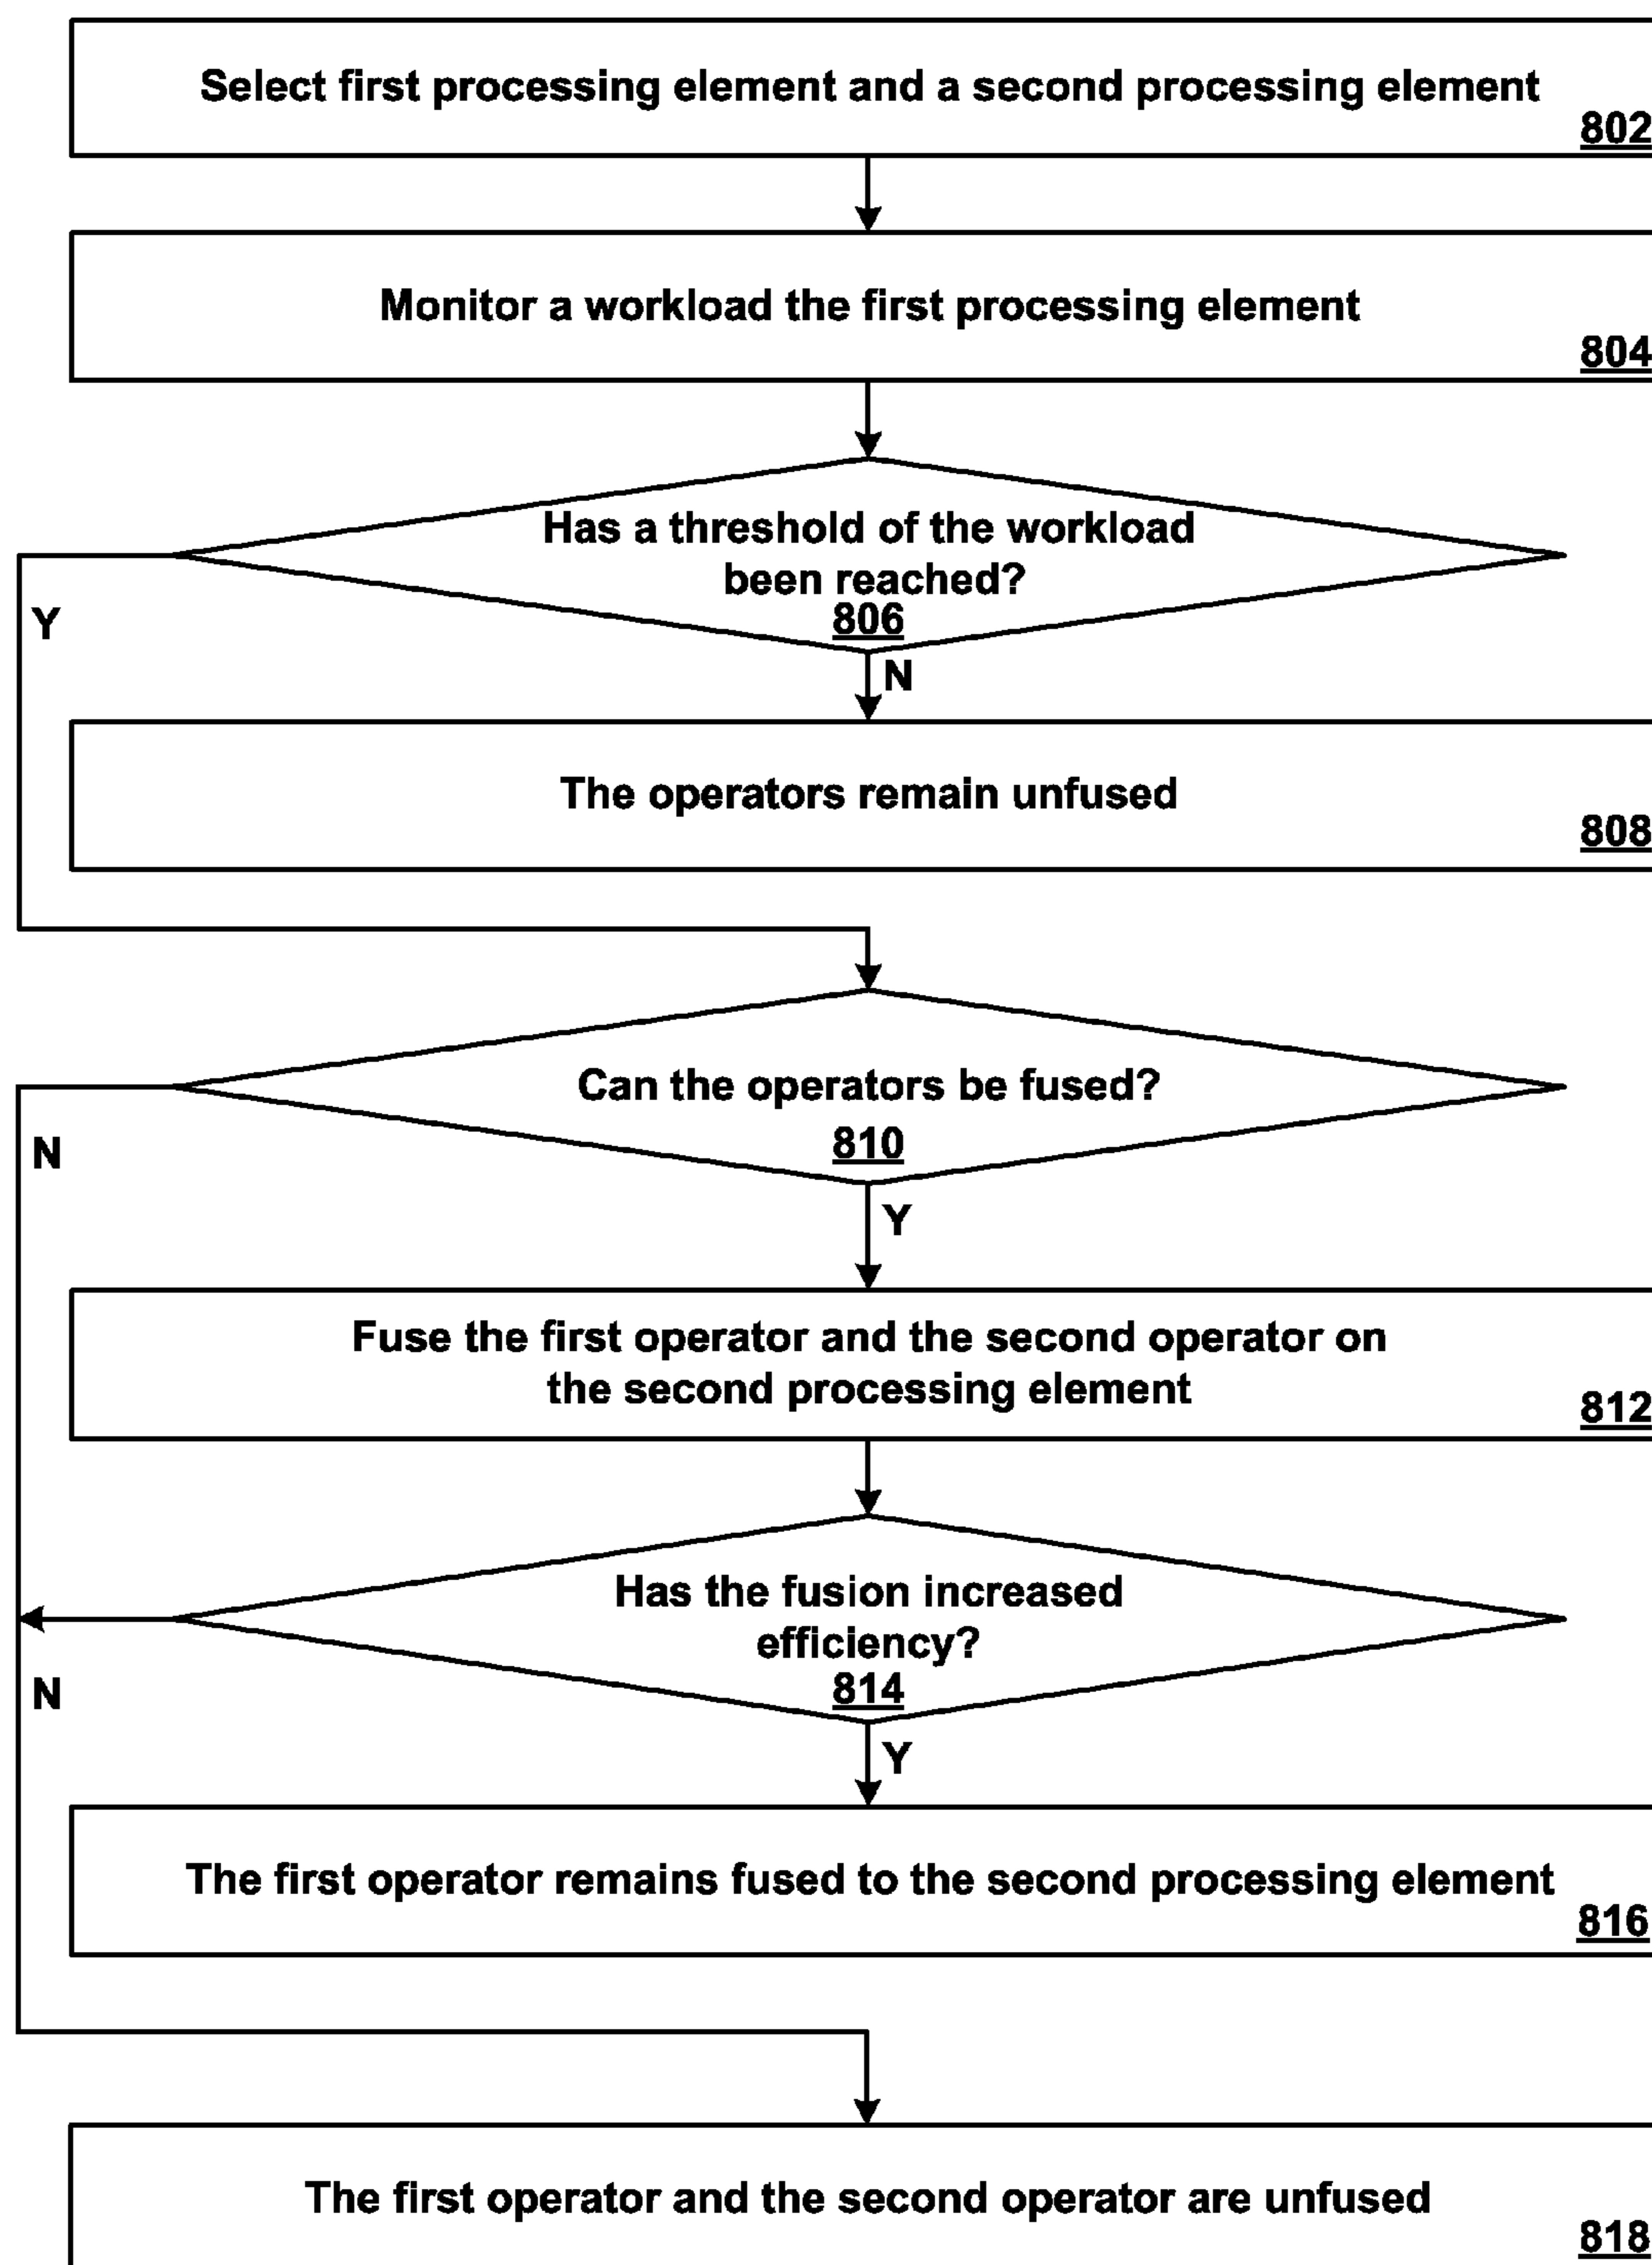 Select first processing element and a second processing element
802
Monitor a workload the first processing element
804
Has a threshold of the workload
been reached?
806
Y
N
The operators remain unfused
808
Can the operators be fused?
810
N
Y
Fuse the first operator and the second operator on
the second processing element
812
Has the fusion increased
efficiency?
814
N
Y
The first operator remains fused to the second processing element
816
The first operator and the second operator are unfused
818